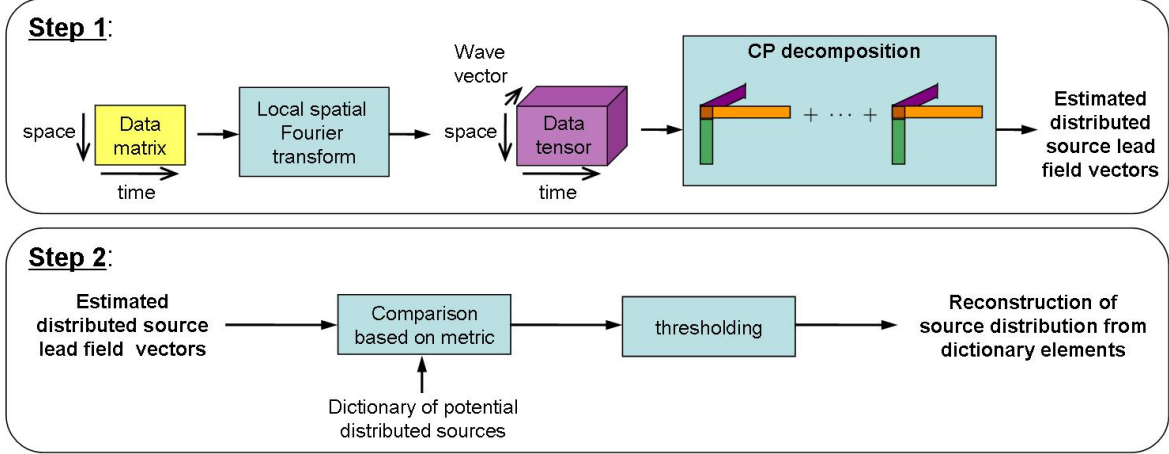 Step 1:
space
Data
matrix
time
Local spatial
Fourier
transform
Wave
vector
space
Data
tensor
time
CP decomposition
+ ⋯ +
Estimated
distributed
source lead
field vectors
Step 2:
Estimated
distributed source
lead field vectors
Comparison
based on metric
Dictionary of potential
distributed sources
thresholding
Reconstruction of
source distribution from
dictionary elements